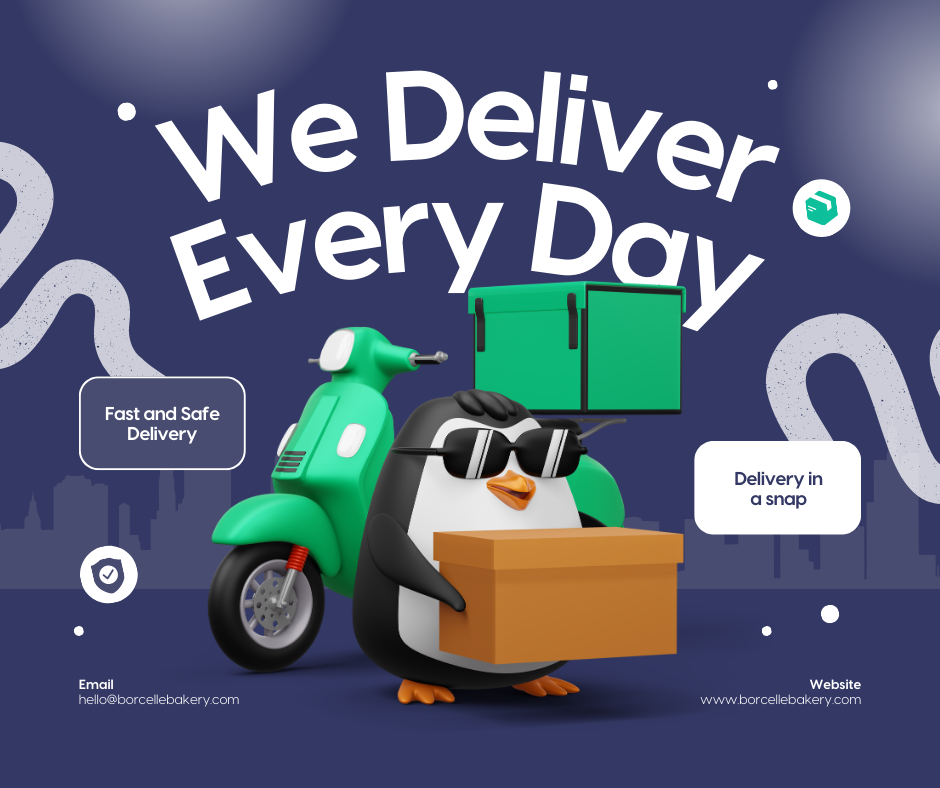 We Deliver
Every Day
Fast and Safe
Delivery
Delivery in
a snap
Email
hello@borcellebakery.com
Website
www.borcellebakery.com